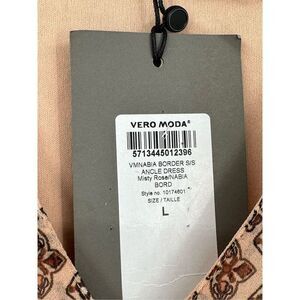 VERO MODA®
5713445012396
VMNABIA BORDER S/S
ANCLE DRESS
Misty Rose/NABIA
BORD
Style no. 10174601
SIZE / TAILLE
L